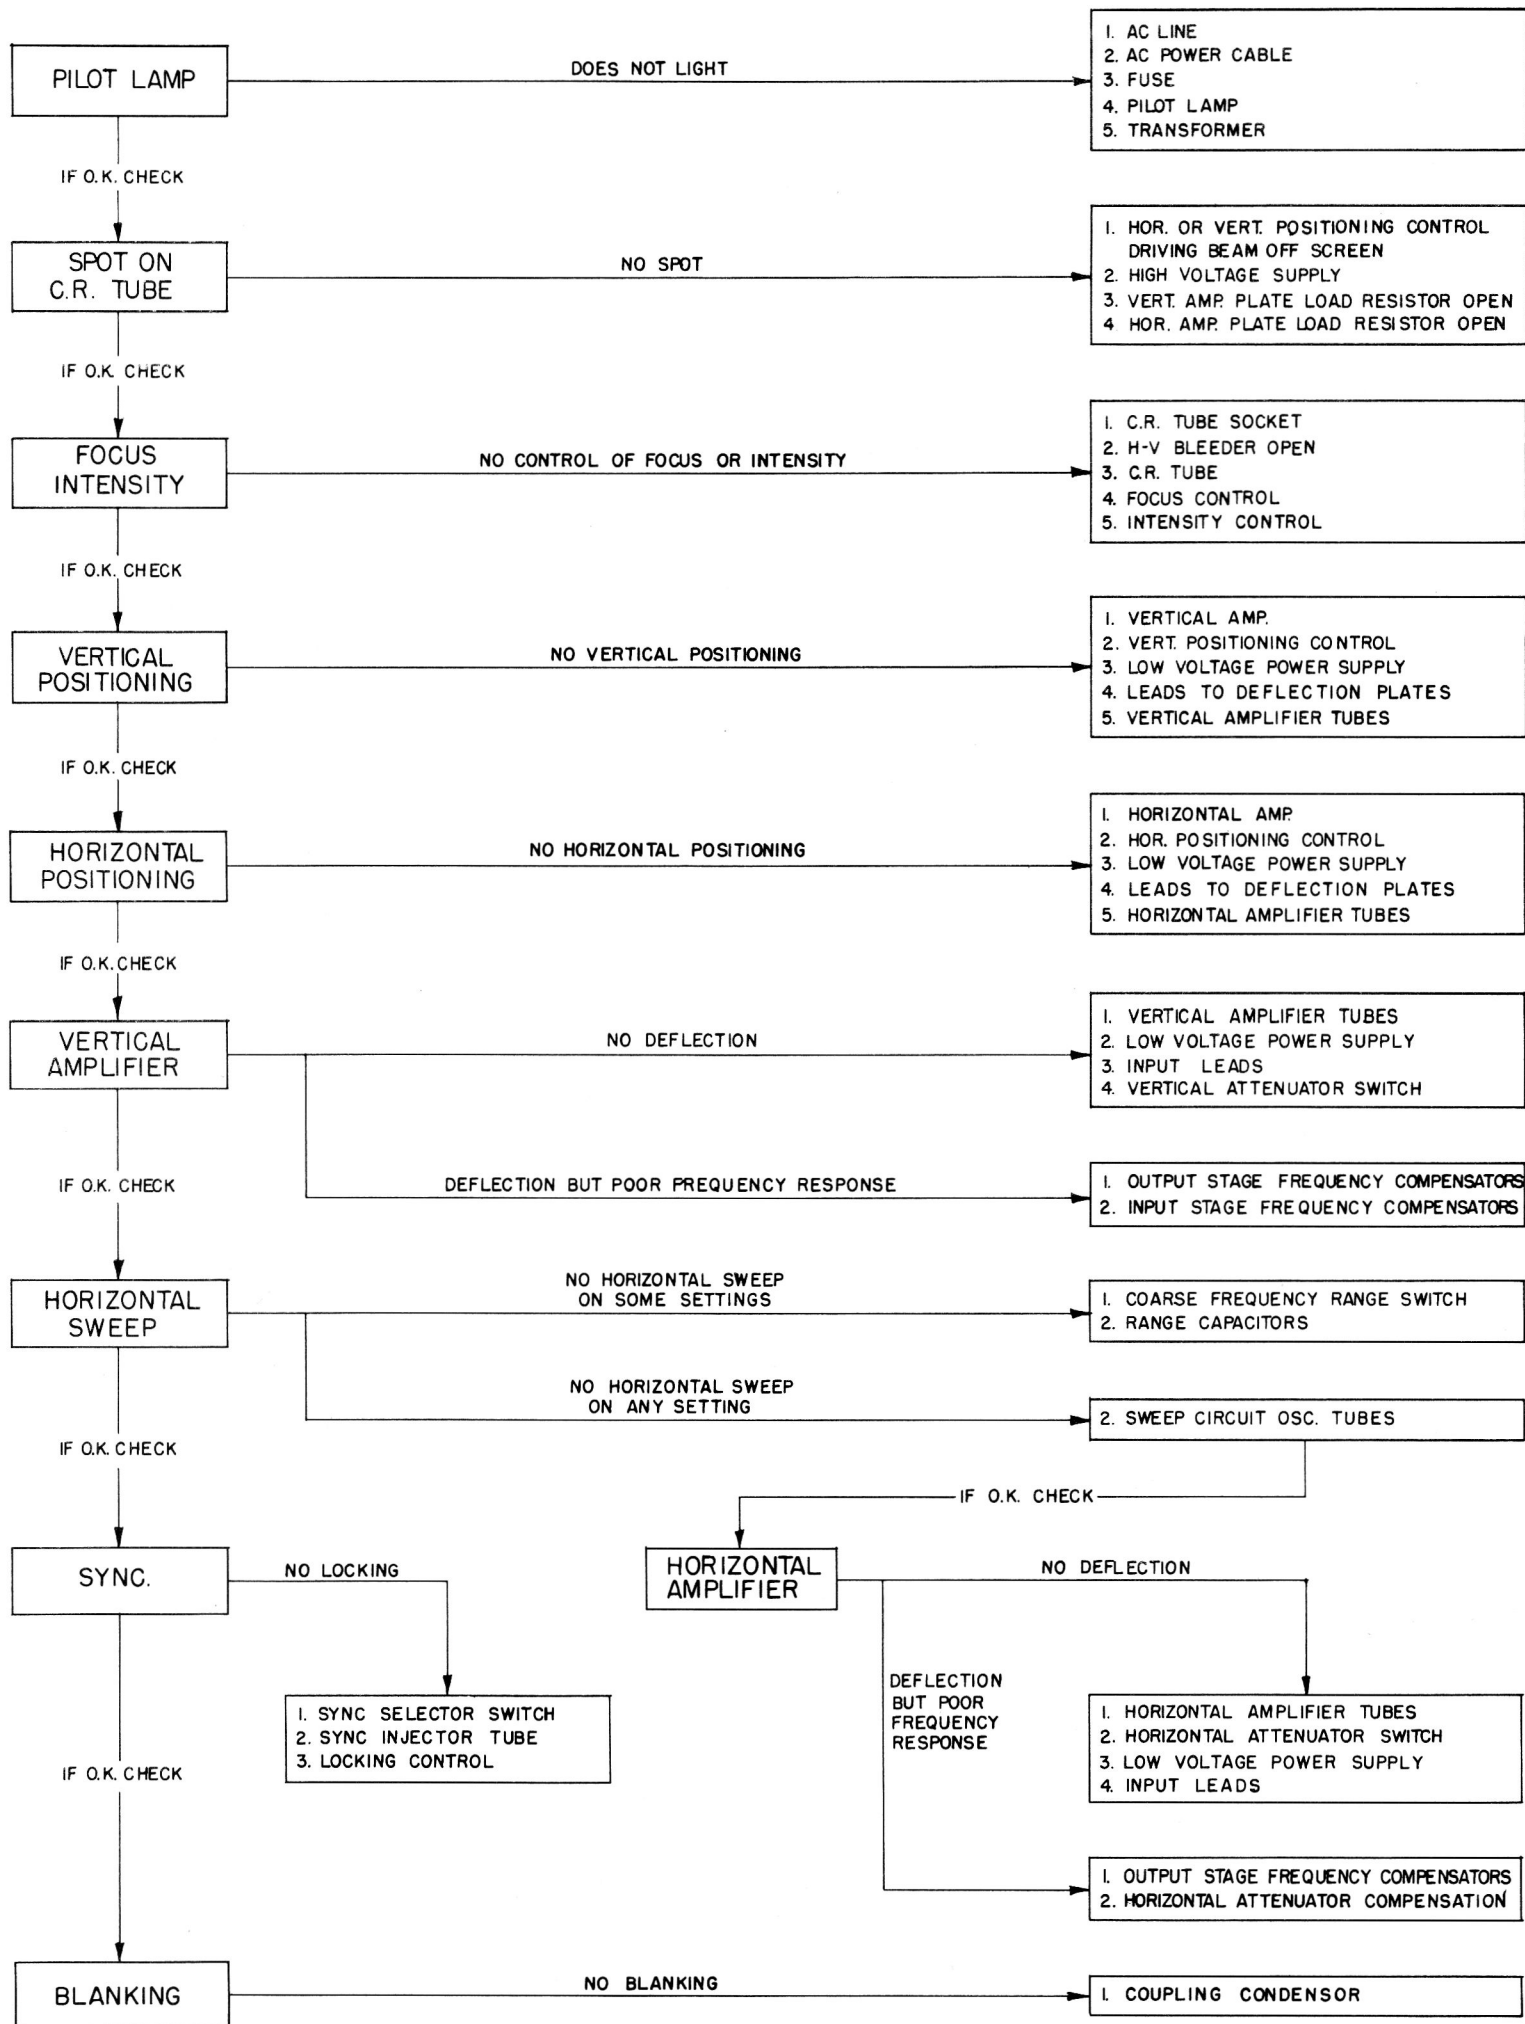 PILOT LAMP
DOES NOT LIGHT
1. AC LINE
2. AC POWER CABLE
3. FUSE
4. PILOT LAMP
5. TRANSFORMER
IF O.K. CHECK
SPOT ON
C.R. TUBE
NO SPOT
1. HOR. OR VERT. POSITIONING CONTROL
DRIVING BEAM OFF SCREEN
2. HIGH VOLTAGE SUPPLY
3. VERT. AMP. PLATE LOAD RESISTOR OPEN
4 HOR. AMP. PLATE LOAD RESISTOR OPEN
IF O.K. CHECK
FOCUS
INTENSITY
NO CONTROL OF FOCUS OR INTENSITY
1. C.R. TUBE SOCKET
2. H-V BLEEDER OPEN
3. C.R. TUBE
4. FOCUS CONTROL
5. INTENSITY CONTROL
IF O.K. CHECK
VERTICAL
POSITIONING
NO VERTICAL POSITIONING
1. VERTICAL AMP.
2. VERT. POSITIONING CONTROL
3. LOW VOLTAGE POWER SUPPLY
4. LEADS TO DEFLECTION PLATES
5. VERTICAL AMPLIFIER TUBES
IF O.K. CHECK
HORIZONTAL
POSITIONING
NO HORIZONTAL POSITIONING
1. HORIZONTAL AMP.
2. HOR. POSITIONING CONTROL
3. LOW VOLTAGE POWER SUPPLY
4. LEADS TO DEFLECTION PLATES
5. HORIZONTAL AMPLIFIER TUBES
IF O.K. CHECK
VERTICAL
AMPLIFIER
NO DEFLECTION
1. VERTICAL AMPLIFIER TUBES
2. LOW VOLTAGE POWER SUPPLY
3. INPUT LEADS
4. VERTICAL ATTENUATOR SWITCH
IF O.K. CHECK
DEFLECTION BUT POOR FREQUENCY RESPONSE
1. OUTPUT STAGE FREQUENCY COMPENSATORS
2. INPUT STAGE FREQUENCY COMPENSATORS
HORIZONTAL
SWEEP
NO HORIZONTAL SWEEP
ON SOME SETTINGS
1. COARSE FREQUENCY RANGE SWITCH
2. RANGE CAPACITORS
NO HORIZONTAL SWEEP
ON ANY SETTING
2. SWEEP CIRCUIT OSC. TUBES
IF O.K. CHECK
IF O.K. CHECK
SYNC.
NO LOCKING
1. SYNC SELECTOR SWITCH
2. SYNC INJECTOR TUBE
3. LOCKING CONTROL
HORIZONTAL
AMPLIFIER
NO DEFLECTION
DEFLECTION
BUT POOR
FREQUENCY
RESPONSE
1. HORIZONTAL AMPLIFIER TUBES
2. HORIZONTAL ATTENUATOR SWITCH
3. LOW VOLTAGE POWER SUPPLY
4. INPUT LEADS
IF O.K. CHECK
1. OUTPUT STAGE FREQUENCY COMPENSATORS
2. HORIZONTAL ATTENUATOR COMPENSATION
BLANKING
NO BLANKING
1. COUPLING CONDENSOR